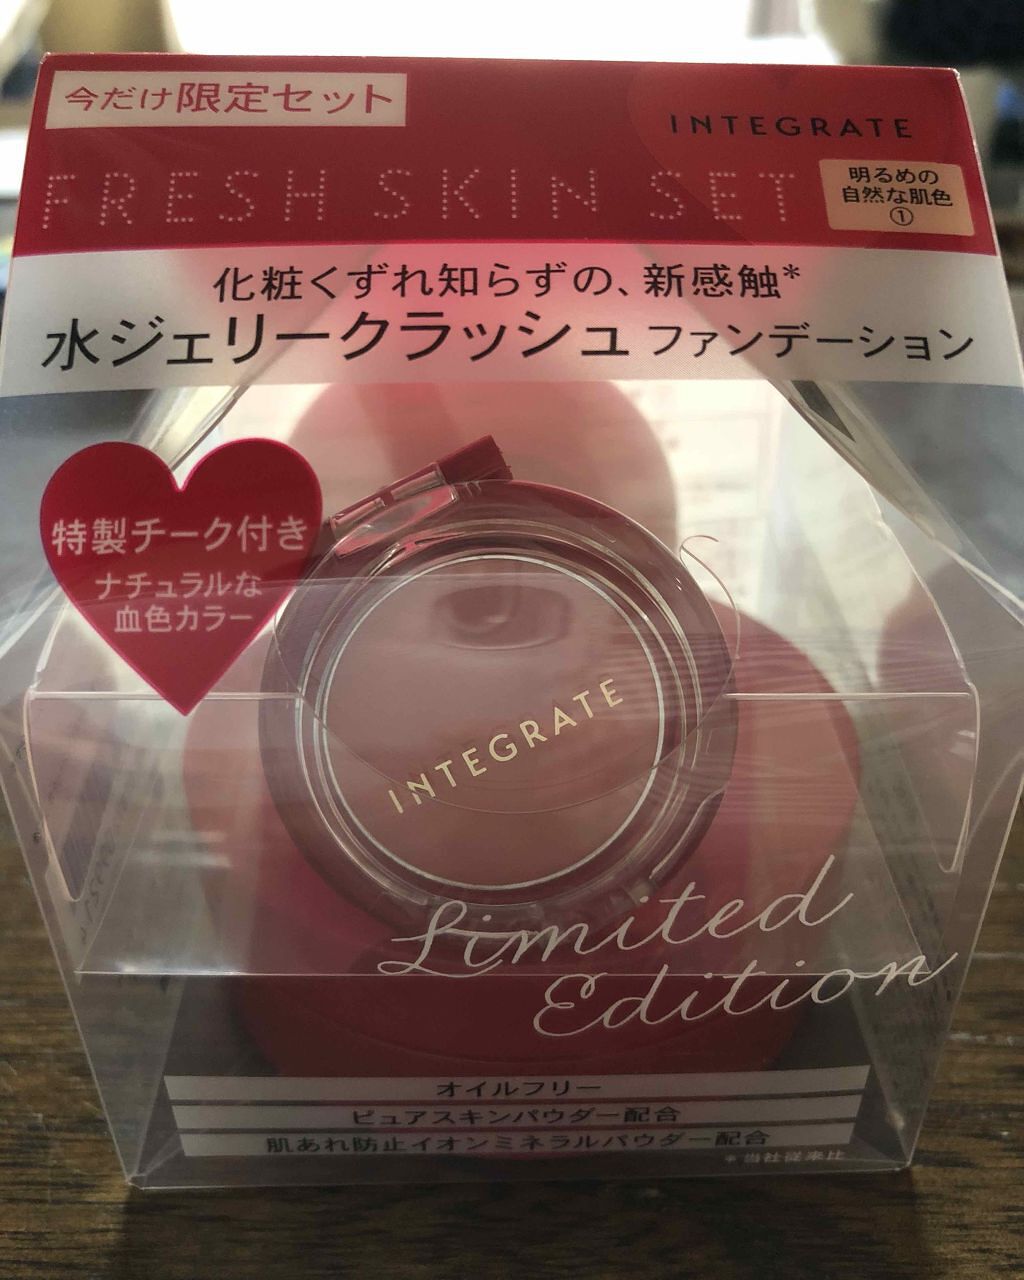 今だけ限定セット
INTEGRATE
FRESH SKIN SET
明るめの
自然な肌色
①
化粧くずれ知らずの、新感触*
水ジェリークラッシュ ファンデーション
特製チーク付き
ナチュラルな
血色カラー
INTEGRATE
Limited
Edition
オイルフリー
ピュアスキンパウダー配合
肌あれ防止イオンミネラルパウダー配合
* 当社従来比